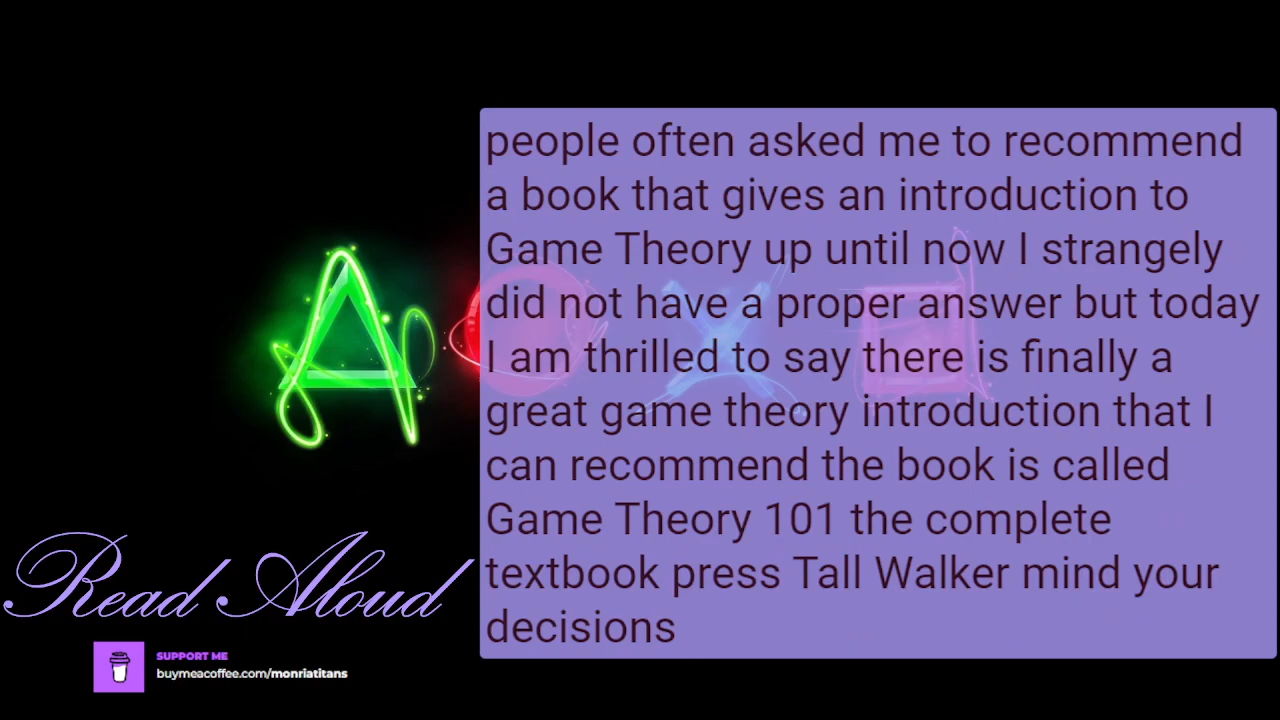 people often asked me to recommend
a book that gives an introduction to
Game Theory up until now I strangely
did not have a proper answer but today
I am thrilled to say there is finally a
great game theory introduction that I
can recommend the book is called
Game Theory 101 the complete
textbook press Tall Walker mind your
decisions
Read Aloud
SUPPORT ME
buymeacoffee.com/monriatitans